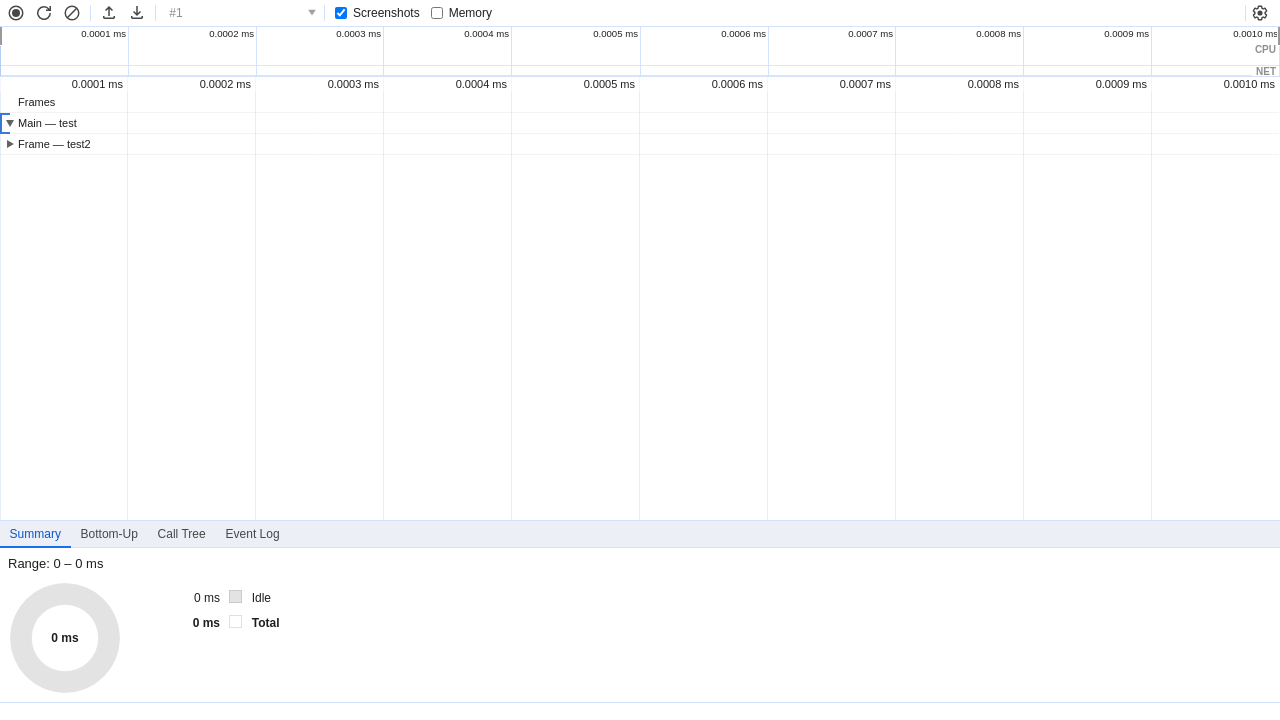 #1 Screenshots Memory
0.0001 ms 0.0002 ms 0.0003 ms 0.0004 ms 0.0005 ms 0.0006 ms 0.0007 ms 0.0008 ms 0.0009 ms 0.0010 ms
CPU
NET
0.0001 ms 0.0002 ms 0.0003 ms 0.0004 ms 0.0005 ms 0.0006 ms 0.0007 ms 0.0008 ms 0.0009 ms 0.0010 ms
Frames
Main — test
Frame — test2
Summary Bottom-Up Call Tree Event Log
Range: 0 – 0 ms
0 ms Idle
0 ms Total
0 ms